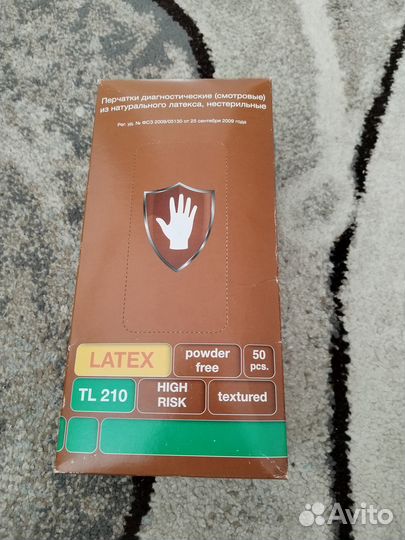 Перчатки диагностические (смотровые)
из натурального латекса, нестерильные
Рег. уд. № ФСЗ 2009/05130 от 25 сентября 2009 года
LATEX
powder
free
50
pcs.
TL 210
HIGH
RISK
textured
Avito